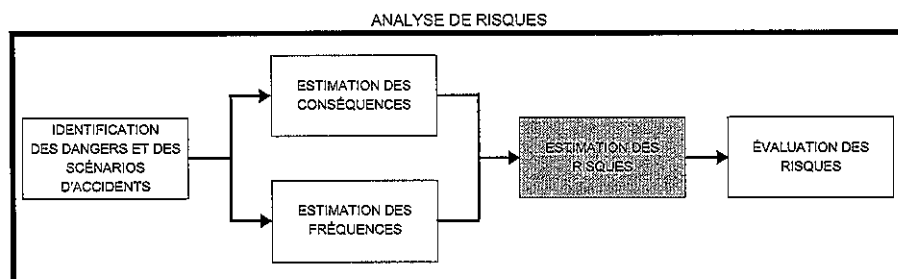 ANALYSE DE RISQUES
IDENTIFICATION
DES DANGERS ET DES
SCÉNARIOS
D'ACCIDENTS
ESTIMATION DES
CONSÉQUENCES
ESTIMATION DES
FRÉQUENCES
ESTIMATION DES
RISQUES
ÉVALUATION DES
RISQUES